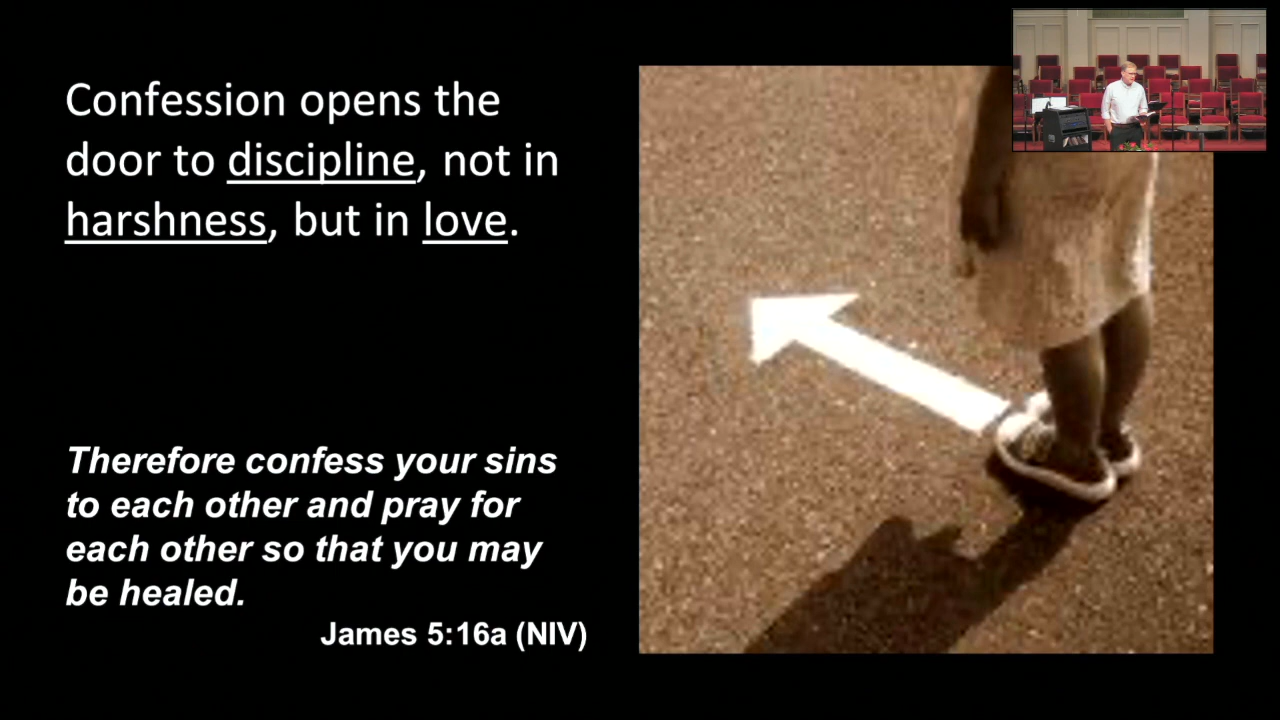 Confession opens the
door to discipline, not in
harshness, but in love.
Therefore confess your sins
to each other and pray for
each other so that you may
be healed.
James 5:16a (NIV)